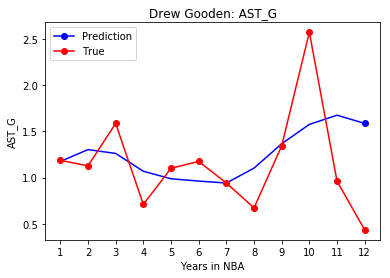 Drew Gooden: AST_G
Prediction
True
2.5
2.0
1.5
1.0
0.5
AST_G
1 2 3 4 5 6 7 8 9 10 11 12
Years in NBA